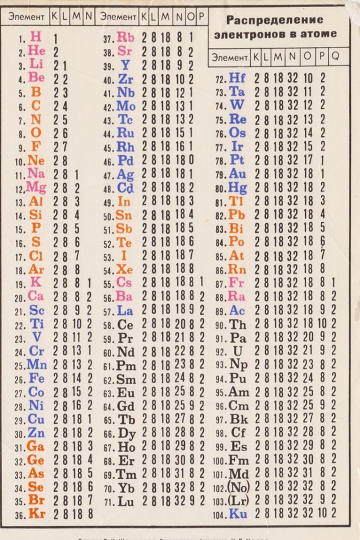 Элемент K L M N
1. H 1
2. He 2
3. Li 2 1
4. Be 2 2
5. B 2 3
6. C 2 4
7. N 2 5
8. O 2 6
9. F 2 7
10. Ne 2 8
11. Na 2 8 1
12. Mg 2 8 2
13. Al 2 8 3
14. Si 2 8 4
15. P 2 8 5
16. S 2 8 6
17. Cl 2 8 7
18. Ar 2 8 8
19. K 2 8 8 1
20. Ca 2 8 8 2
21. Sc 2 8 9 2
22. Ti 2 8 10 2
23. V 2 8 11 2
24. Cr 2 8 13 1
25. Mn 2 8 13 2
26. Fe 2 8 14 2
27. Co 2 8 15 2
28. Ni 2 8 16 2
29. Cu 2 8 18 1
30. Zn 2 8 18 2
31. Ga 2 8 18 3
32. Ge 2 8 18 4
33. As 2 8 18 5
34. Se 2 8 18 6
35. Br 2 8 18 7
36. Kr 2 8 18 8
Элемент K L M N O P
37. Rb 2 8 18 8 1
38. Sr 2 8 18 8 2
39. Y 2 8 18 9 2
40. Zr 2 8 18 10 2
41. Nb 2 8 18 12 1
42. Mo 2 8 18 13 1
43. Tc 2 8 18 13 2
44. Ru 2 8 18 15 1
45. Rh 2 8 18 16 1
46. Pd 2 8 18 18 0
47. Ag 2 8 18 18 1
48. Cd 2 8 18 18 2
49. In 2 8 18 18 3
50. Sn 2 8 18 18 4
51. Sb 2 8 18 18 5
52. Te 2 8 18 18 6
53. I 2 8 18 18 7
54. Xe 2 8 18 18 8
55. Cs 2 8 18 18 8 1
56. Ba 2 8 18 18 8 2
57. La 2 8 18 18 9 2
58. Ce 2 8 18 20 8 2
59. Pr 2 8 18 21 8 2
60. Nd 2 8 18 22 8 2
61. Pm 2 8 18 23 8 2
62. Sm 2 8 18 24 8 2
63. Eu 2 8 18 25 8 2
64. Gd 2 8 18 25 9 2
65. Tb 2 8 18 27 8 2
66. Dy 2 8 18 28 8 2
67. Ho 2 8 18 29 8 2
68. Er 2 8 18 30 8 2
69. Tm 2 8 18 31 8 2
70. Yb 2 8 18 32 8 2
71. Lu 2 8 18 32 9 2
Распределение
электронов в атоме
Элемент K L M N O P Q
72. Hf 2 8 18 32 10 2
73. Ta 2 8 18 32 11 2
74. W 2 8 18 32 12 2
75. Re 2 8 18 32 13 2
76. Os 2 8 18 32 14 2
77. Ir 2 8 18 32 15 2
78. Pt 2 8 18 32 17 1
79. Au 2 8 18 32 18 1
80. Hg 2 8 18 32 18 2
81. Tl 2 8 18 32 18 3
82. Pb 2 8 18 32 18 4
83. Bi 2 8 18 32 18 5
84. Po 2 8 18 32 18 6
85. At 2 8 18 32 18 7
86. Rn 2 8 18 32 18 8
87. Fr 2 8 18 32 18 8 1
88. Ra 2 8 18 32 18 8 2
89. Ac 2 8 18 32 18 9 2
90. Th 2 8 18 32 18 10 2
91. Pa 2 8 18 32 20 9 2
92. U 2 8 18 32 21 9 2
93. Np 2 8 18 32 23 8 2
94. Pu 2 8 18 32 24 8 2
95. Am 2 8 18 32 25 8 2
96. Cm 2 8 18 32 25 9 2
97. Bk 2 8 18 32 27 8 2
98. Cf 2 8 18 32 28 8 2
99. Es 2 8 18 32 29 8 2
100. Fm 2 8 18 32 30 8 2
101. Md 2 8 18 32 31 8 2
102. (No) 2 8 18 32 32 8 2
103. (Lr) 2 8 18 32 32 9 2
104. Ku 2 8 18 32 32 10 2